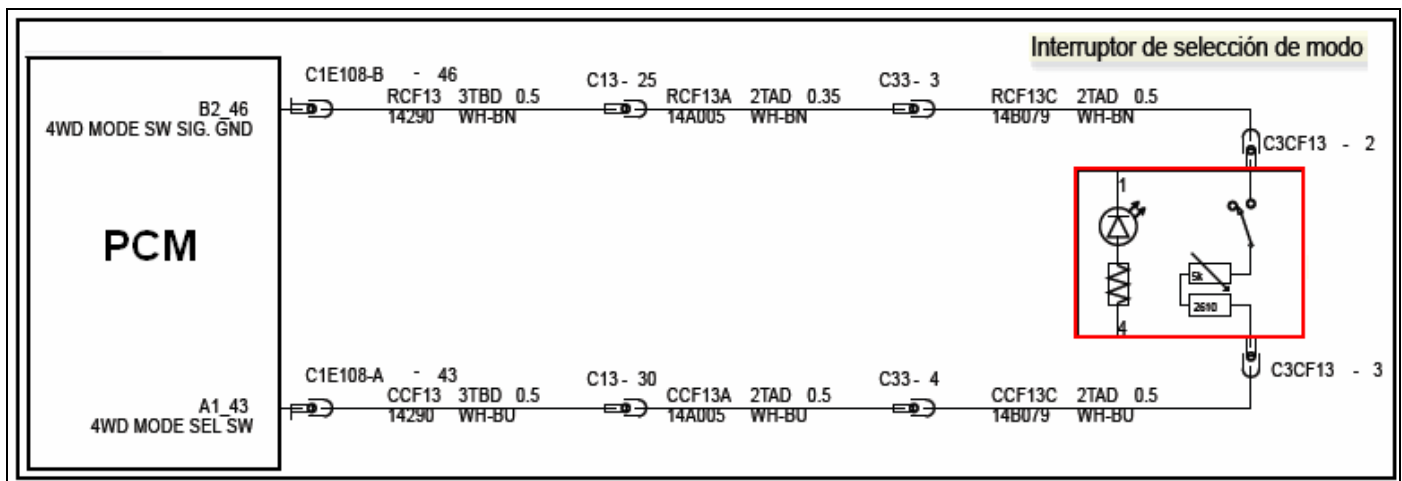 Interruptor de selección de modo
C1E108-B - 46
C13 - 25
C33 - 3
RCF13 3TBD 0.5
RCF13A 2TAD 0.35
RCF13C 2TAD 0.5
B2_46
14290 WH-BN
14A005 WH-BN
14B079 WH-BN
4WD MODE SW SIG. GND
C3CF13 - 2
1
PCM
5k
2610
4
C1E108-A - 43
C13 - 30
C33 - 4
C3CF13 - 3
CCF13 3TBD 0.5
CCF13A 2TAD 0.5
CCF13C 2TAD 0.5
A1_43
14290 WH-BU
14A005 WH-BU
14B079 WH-BU
4WD MODE SEL SW